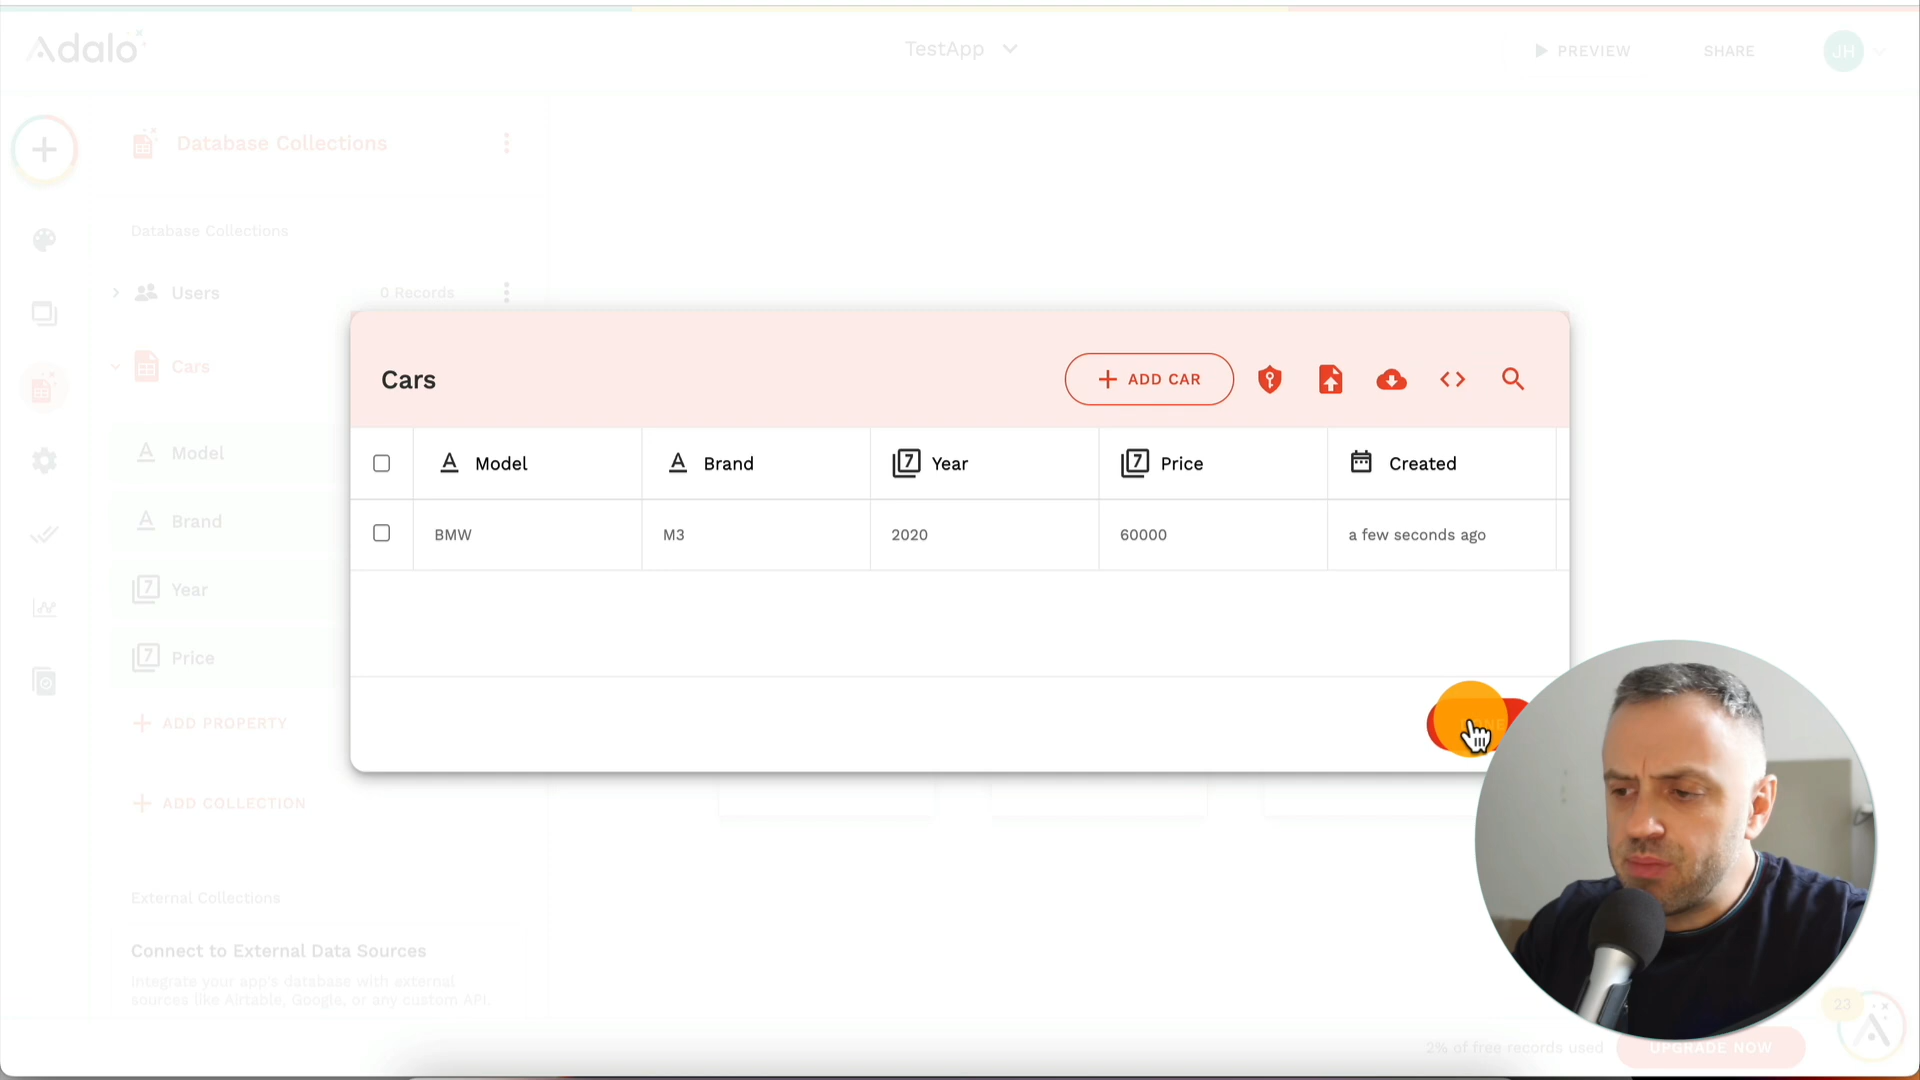 Adalo
TestApp
PREVIEW
SHARE
JH
Database Collections
Database Collections
Users
0 Records
Cars
Model
Brand
Year
Price
ADD PROPERTY
ADD COLLECTION
External Collections
Connect to External Data Sources
Integrate your app's database with external
sources like Airtable, Google, or any custom API.
Cars
ADD CAR
Model
Brand
Year
Price
Created
BMW
M3
2020
60000
a few seconds ago
23
2% of free records used
UPGRADE NOW